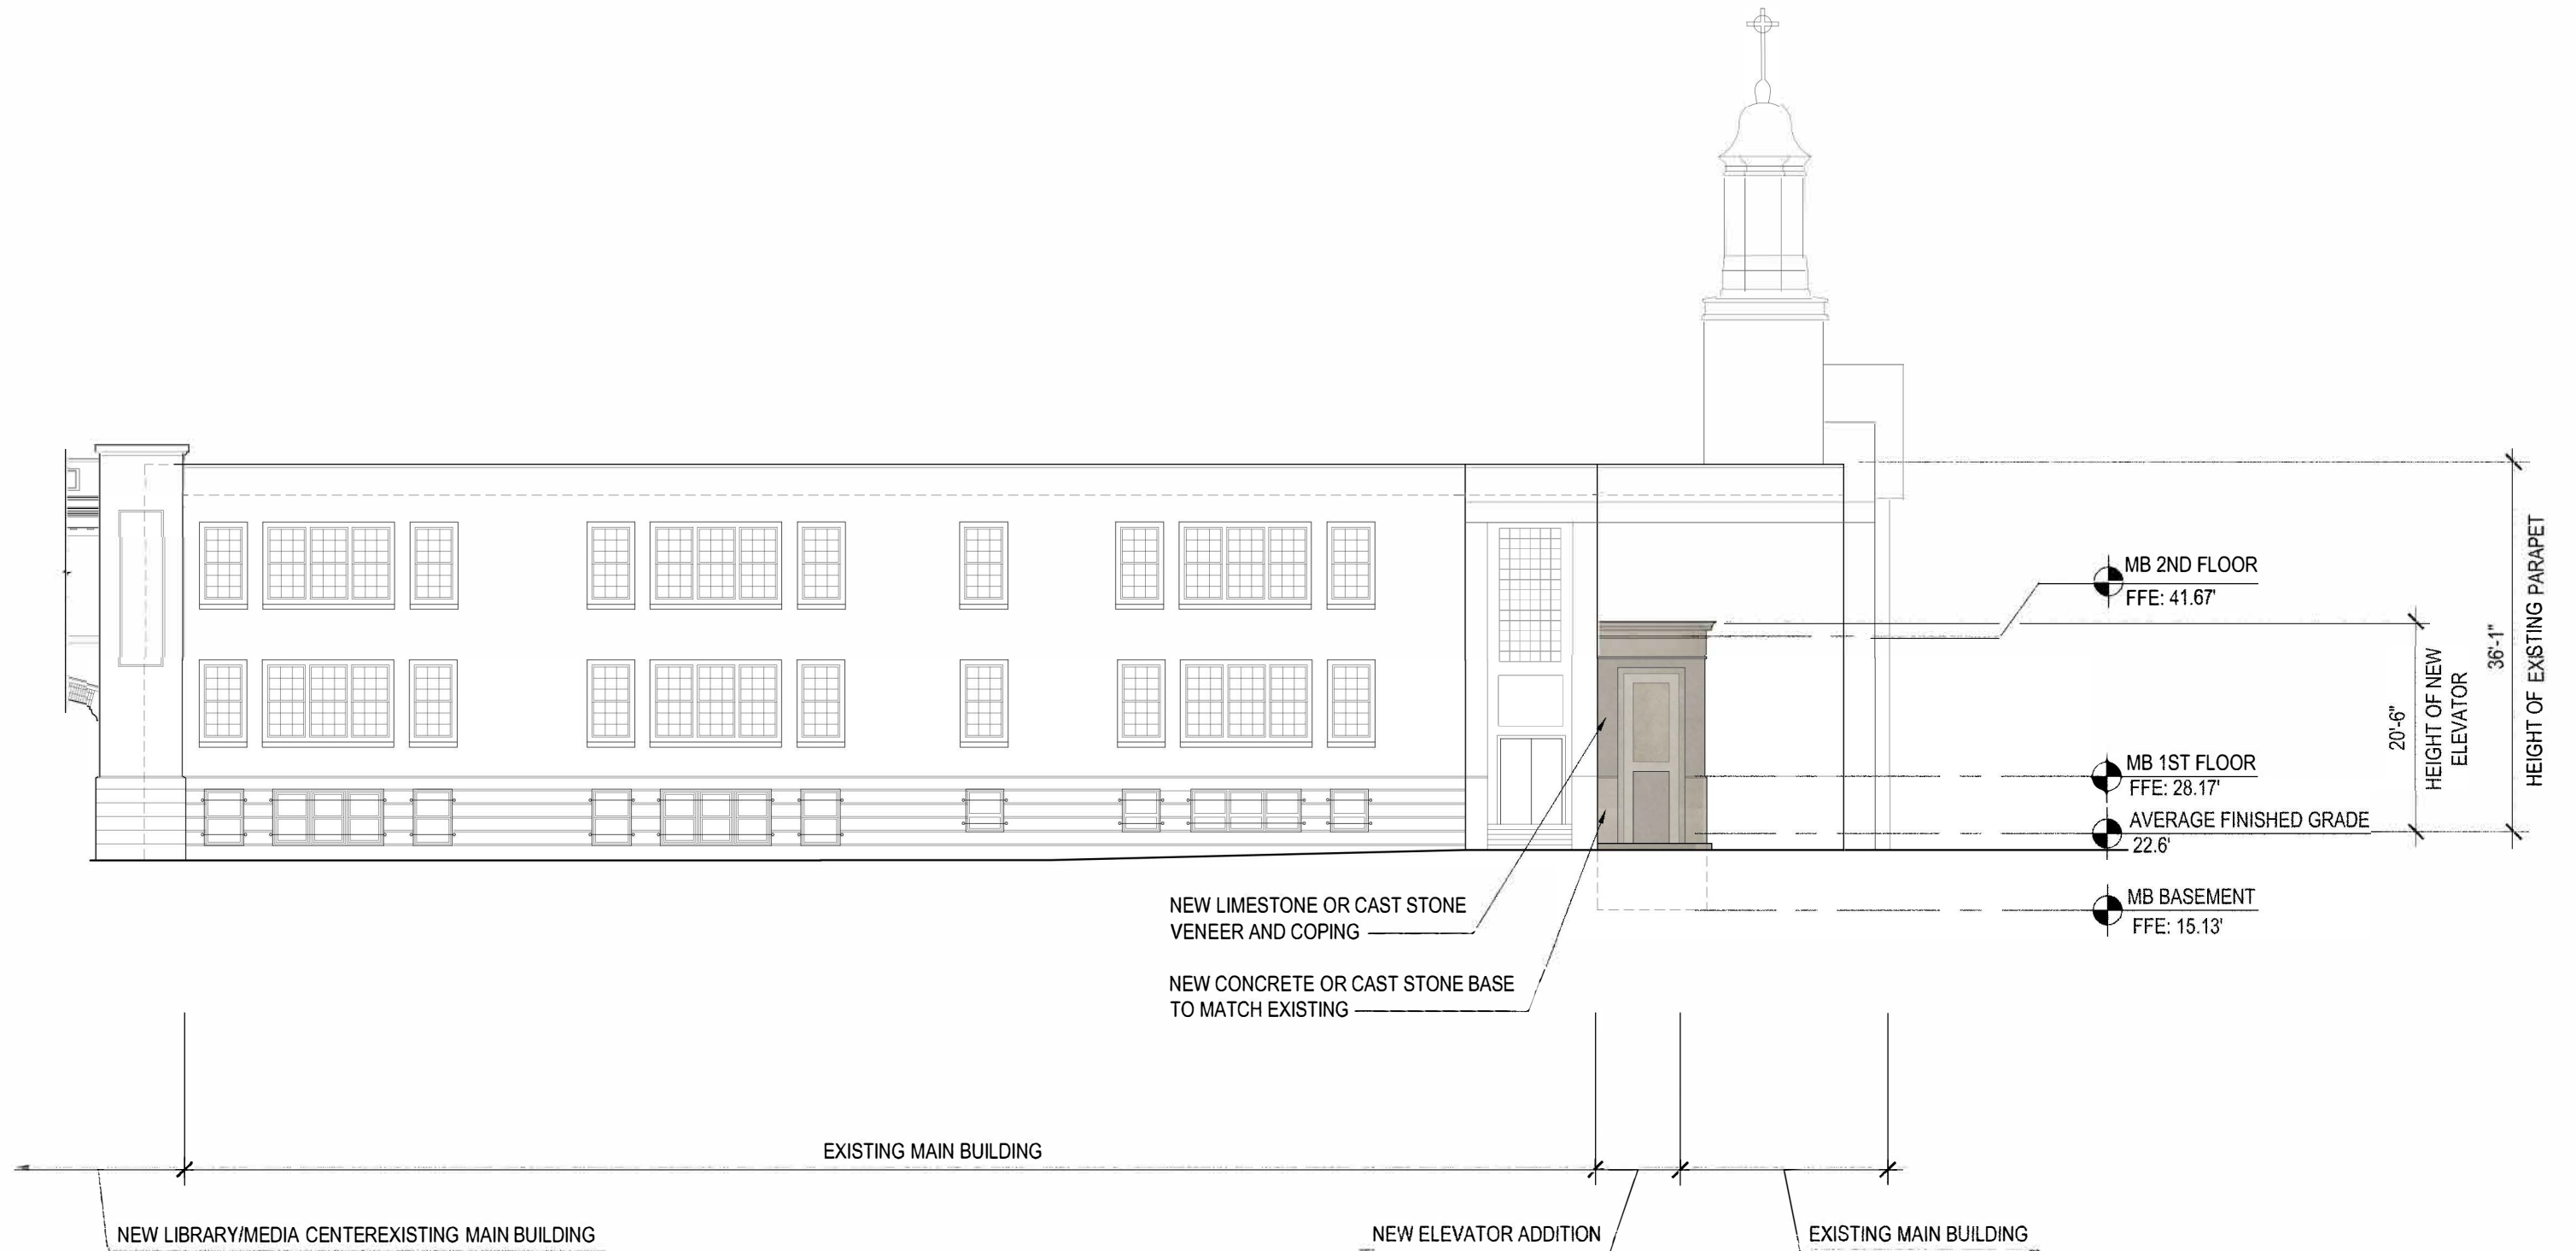 MB 2ND FLOOR
FFE: 41.67'
MB 1ST FLOOR
FFE: 28.17'
AVERAGE FINISHED GRADE
22.6'
MB BASEMENT
FFE: 15.13'
20'-6"
HEIGHT OF NEW
ELEVATOR
36'-1"
HEIGHT OF EXISTING PARAPET
NEW LIMESTONE OR CAST STONE
VENEER AND COPING
NEW CONCRETE OR CAST STONE BASE
TO MATCH EXISTING
EXISTING MAIN BUILDING
NEW LIBRARY/MEDIA CENTEREXISTING MAIN BUILDING
NEW ELEVATOR ADDITION
EXISTING MAIN BUILDING